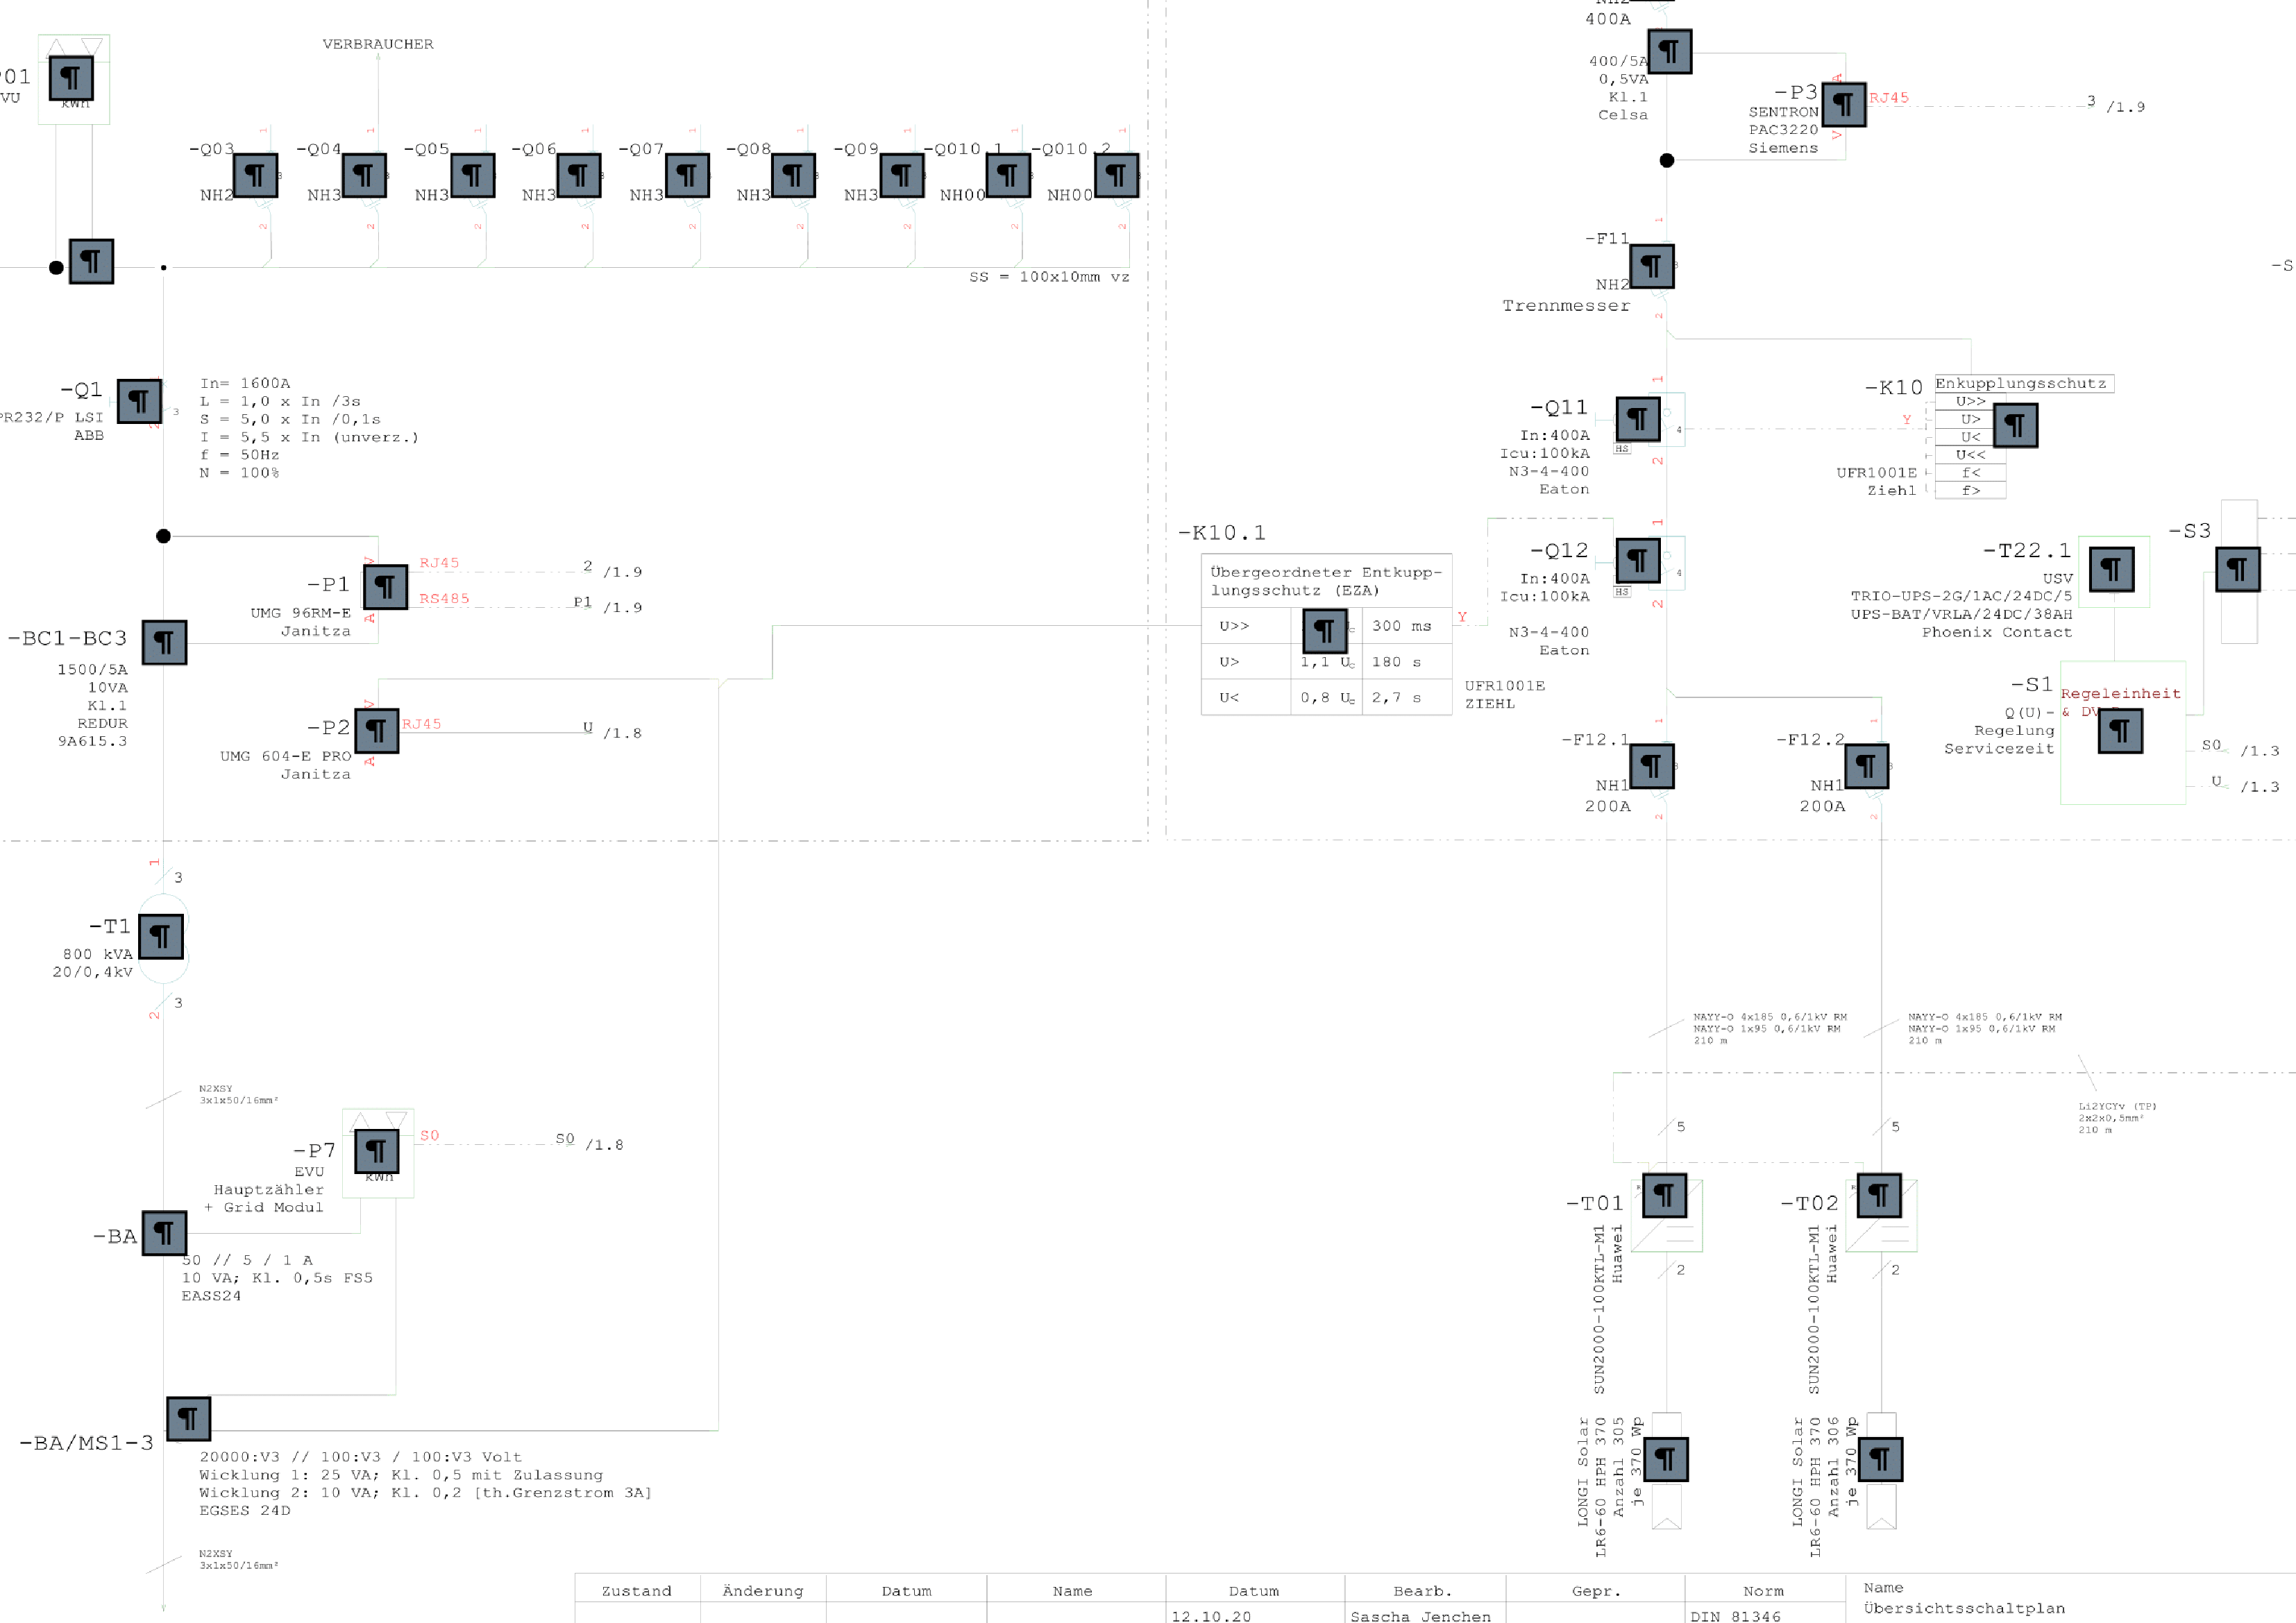 VERBRAUCHER
kWh
-Q03
NH2
-Q04
NH3
-Q05
NH3
-Q06
NH3
-Q07
NH3
-Q08
NH3
-Q09
NH3
-Q010.1
NH00
-Q010.2
NH00
SS = 100x10mm vz
-Q1
PR232/P LSI
ABB
In= 1600A
L = 1,0 x In /3s
S = 5,0 x In /0,1s
I = 5,5 x In (unverz.)
f = 50Hz
N = 100%
-P1
UMG 96RM-E
Janitza
RJ45
2 /1.9
RS485
P1 /1.9
-BC1-BC3
1500/5A
10VA
Kl.1
REDUR
9A615.3
-P2
UMG 604-E PRO
Janitza
RJ45
U /1.8
-T1
800 kVA
20/0,4kV
N2XSY
3x1x50/16mm²
-P7
EVU
Hauptzähler
+ Grid Modul
kWh
S0
S0 /1.8
-BA
50 // 5 / 1 A
10 VA; Kl. 0,5s FS5
EASS24
-BA/MS1-3
20000:V3 // 100:V3 / 100:V3 Volt
Wicklung 1: 25 VA; Kl. 0,5 mit Zulassung
Wicklung 2: 10 VA; Kl. 0,2 [th.Grenzstrom 3A]
EGSES 24D
N2XSY
3x1x50/16mm²
400A
400/5A
0,5VA
Kl.1
Celsa
-P3
SENTRON
PAC3220
Siemens
RJ45
3 /1.9
-F11
NH2
Trennmesser
-Q11
In:400A
Icu:100kA
N3-4-400
Eaton
HS
-K10
Enkupplungsschutz
U>>
U>
U<
U<<
f<
f>
UFR1001E
Ziehl
Y
-K10.1
Übergeordneter Entkupp-
lungsschutz (EZA)
U>> 300 ms
U> 1,1 Uc 180 s
U< 0,8 Uc 2,7 s
Y
UFR1001E
ZIEHL
-Q12
In:400A
Icu:100kA
N3-4-400
Eaton
HS
-T22.1
USV
TRIO-UPS-2G/1AC/24DC/5
UPS-BAT/VRLA/24DC/38AH
Phoenix Contact
-S3
-S1
Regeleinheit
Q(U)-
Regelung
Servicezeit
S0 /1.3
U /1.3
-F12.1
NH1
200A
-F12.2
NH1
200A
NAYY-O 4x185 0,6/1kV RM
NAYY-O 1x95 0,6/1kV RM
210 m
NAYY-O 4x185 0,6/1kV RM
NAYY-O 1x95 0,6/1kV RM
210 m
Li2YCYv (TP)
2x2x0,5mm²
210 m
-T01
SUN2000-100KTL-M1
Huawei
-T02
SUN2000-100KTL-M1
Huawei
LONGI Solar
LR6-60 HPH 370
Anzahl 305
je 370 Wp
LONGI Solar
LR6-60 HPH 370
Anzahl 306
je 370 Wp
Zustand Änderung Datum Name Datum Bearb. Gepr. Norm Name
Übersichtsschaltplan
12.10.20 Sascha Jenchen DIN 81346